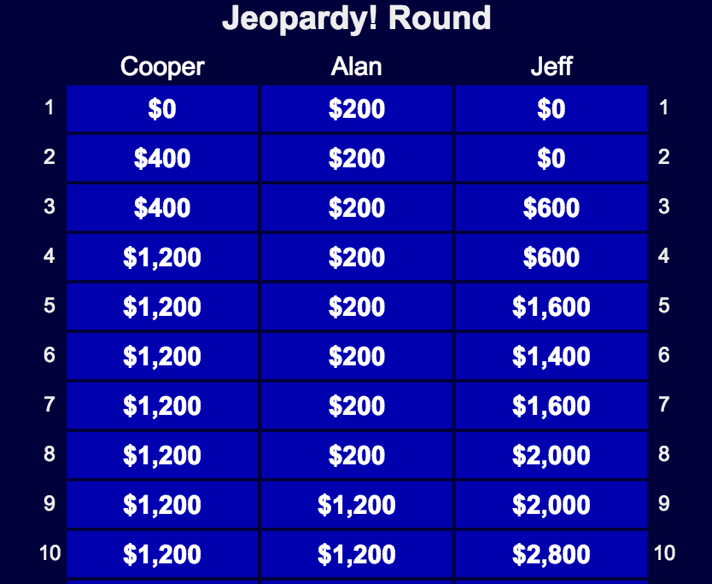 Jeopardy! Round
Cooper Alan Jeff
1 $0 $200 $0 1
2 $400 $200 $0 2
3 $400 $200 $600 3
4 $1,200 $200 $600 4
5 $1,200 $200 $1,600 5
6 $1,200 $200 $1,400 6
7 $1,200 $200 $1,600 7
8 $1,200 $200 $2,000 8
9 $1,200 $1,200 $2,000 9
10 $1,200 $1,200 $2,800 10